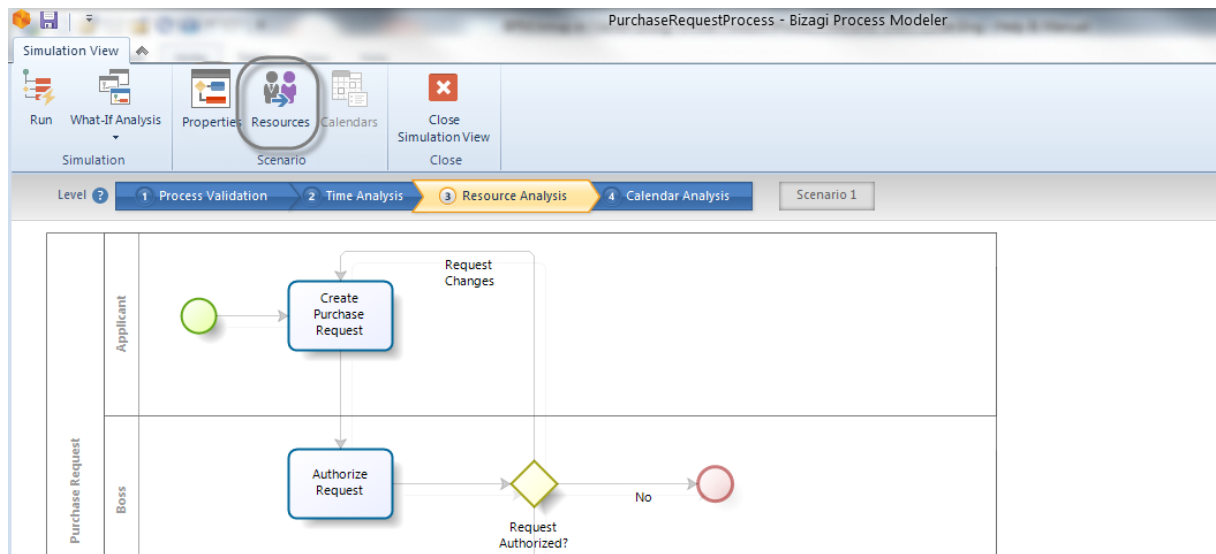 PurchaseRequestProcess - Bizagi Process Modeler
Simulation View
Run
What-If Analysis
Properties
Resources
Calendars
Close
Simulation View
Simulation
Scenario
Close
Level ?
1 Process Validation
2 Time Analysis
3 Resource Analysis
4 Calendar Analysis
Scenario 1
Purchase Request
Applicant
Create
Purchase
Request
Request
Changes
Boss
Authorize
Request
Request
Authorized?
No